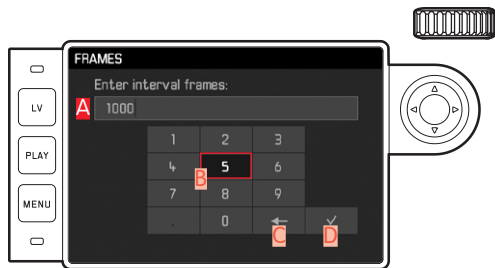 FRAMES
Enter interval frames:
A 1000
1 2 3
4 5 6
B
7 8 9
. 0 ← ✓
C D
LV
PLAY
MENU